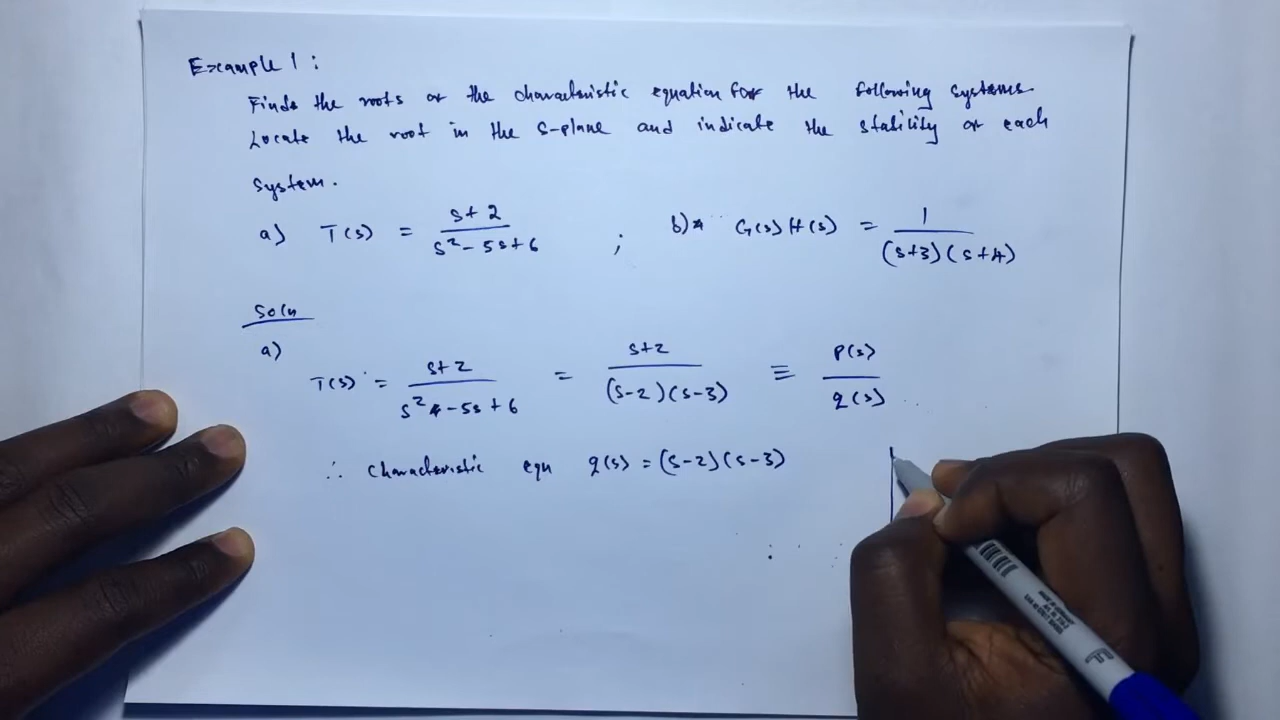 Example 1 :
Finds the roots of the characteristic equation for the following systems
Locate the root in the s-plane and indicate the stability of each
system.
a) T(s) = s+2 / s² - 5s + 6 ; b) G(s)H(s) = 1 / (s+3)(s+4)
Soln
a)
T(s) = s+2 / s² - 5s + 6 = s+2 / (s-2)(s-3) ≡ P(s) / q(s)
∴ characteristic eqn q(s) = (s-2)(s-3)
F